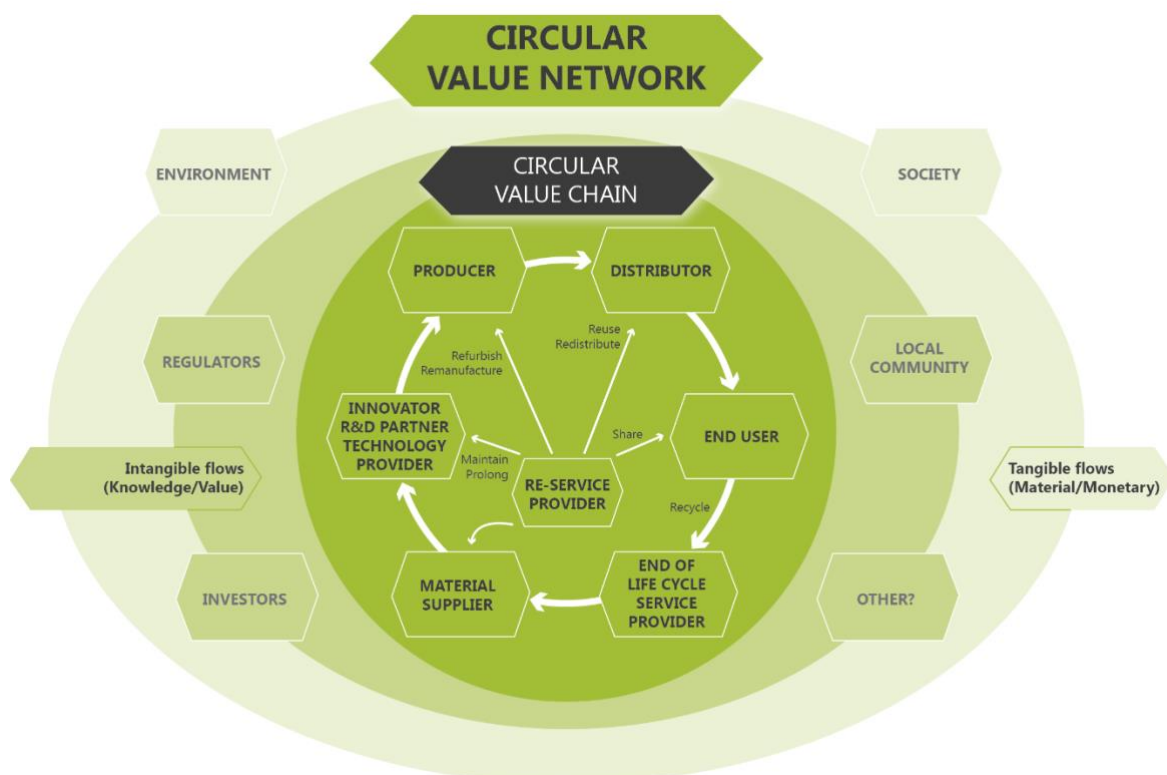 CIRCULAR
VALUE NETWORK
ENVIRONMENT
SOCIETY
CIRCULAR
VALUE CHAIN
PRODUCER
DISTRIBUTOR
Reuse
Redistribute
REGULATORS
LOCAL
COMMUNITY
Refurbish
Remanufacture
INNOVATOR
R&D PARTNER
TECHNOLOGY
PROVIDER
Share
END USER
Maintain
Prolong
Intangible flows
(Knowledge/Value)
Tangible flows
(Material/Monetary)
RE-SERVICE
PROVIDER
Recycle
INVESTORS
MATERIAL
SUPPLIER
END OF
LIFE CYCLE
SERVICE
PROVIDER
OTHER?